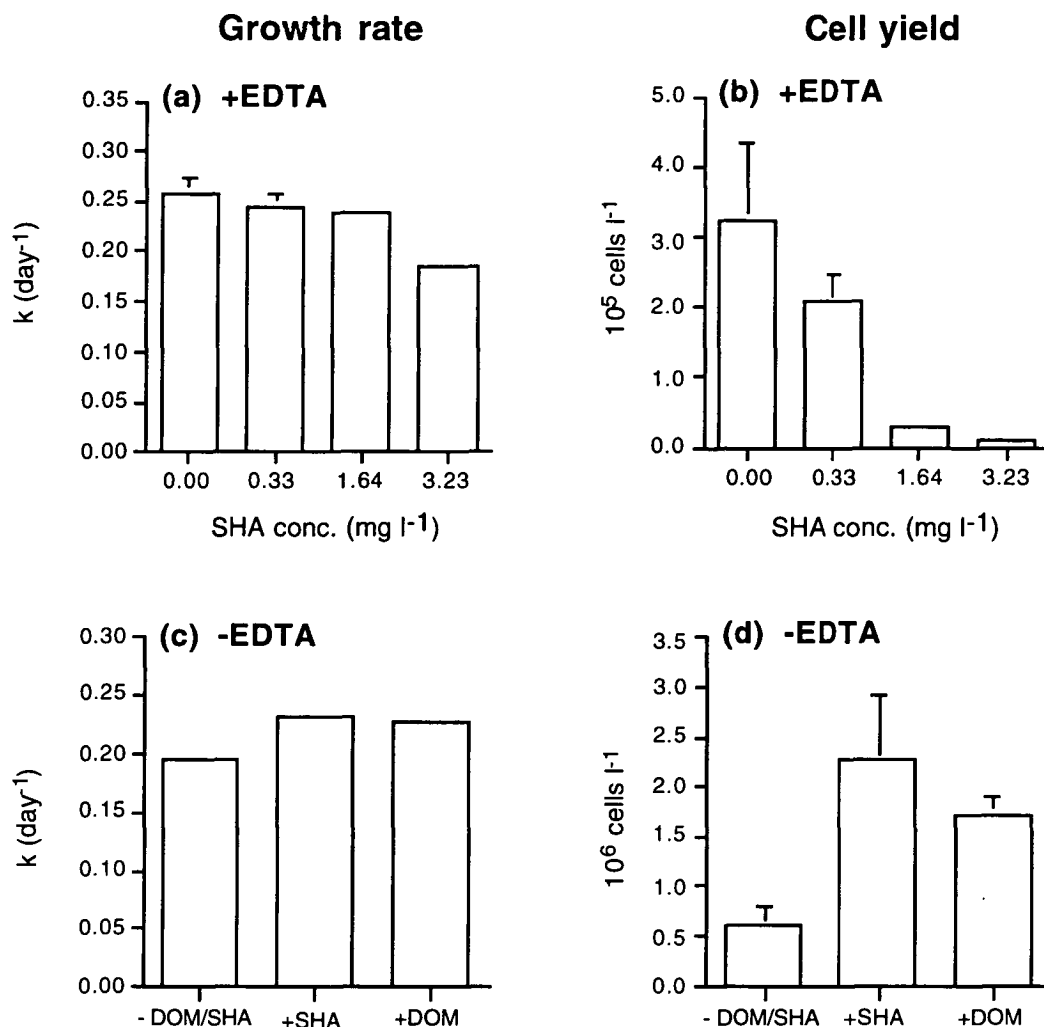 Growth rate
Cell yield
(a) +EDTA
0.35
0.30
0.25
0.20
0.15
0.10
0.05
0.00
k (day-1)
0.00 0.33 1.64 3.23
SHA conc. (mg l-1)
(b) +EDTA
5.0
4.0
3.0
2.0
1.0
0.0
10⁵ cells l-1
0.00 0.33 1.64 3.23
SHA conc. (mg l-1)
(c) -EDTA
0.30
0.25
0.20
0.15
0.10
0.05
0.00
k (day-1)
- DOM/SHA +SHA +DOM
(d) -EDTA
3.5
3.0
2.5
2.0
1.5
1.0
0.5
0.0
10⁶ cells l-1
- DOM/SHA +SHA +DOM